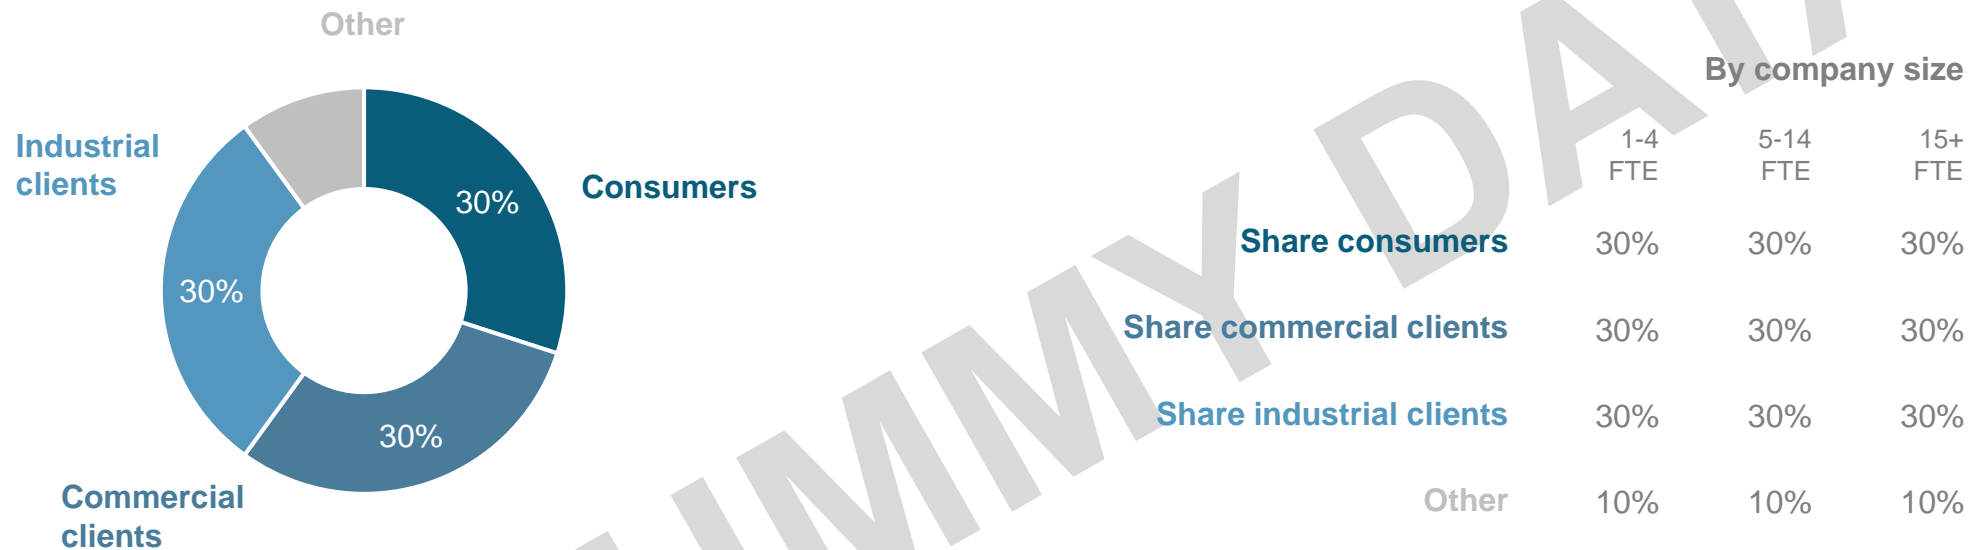 Other
Industrial
clients
30%
Consumers
30%
30%
Commercial
clients
By company size
1-4 5-14 15+
FTE FTE FTE
Share consumers 30% 30% 30%
Share commercial clients 30% 30% 30%
Share industrial clients 30% 30% 30%
Other 10% 10% 10%
UMMY DATA